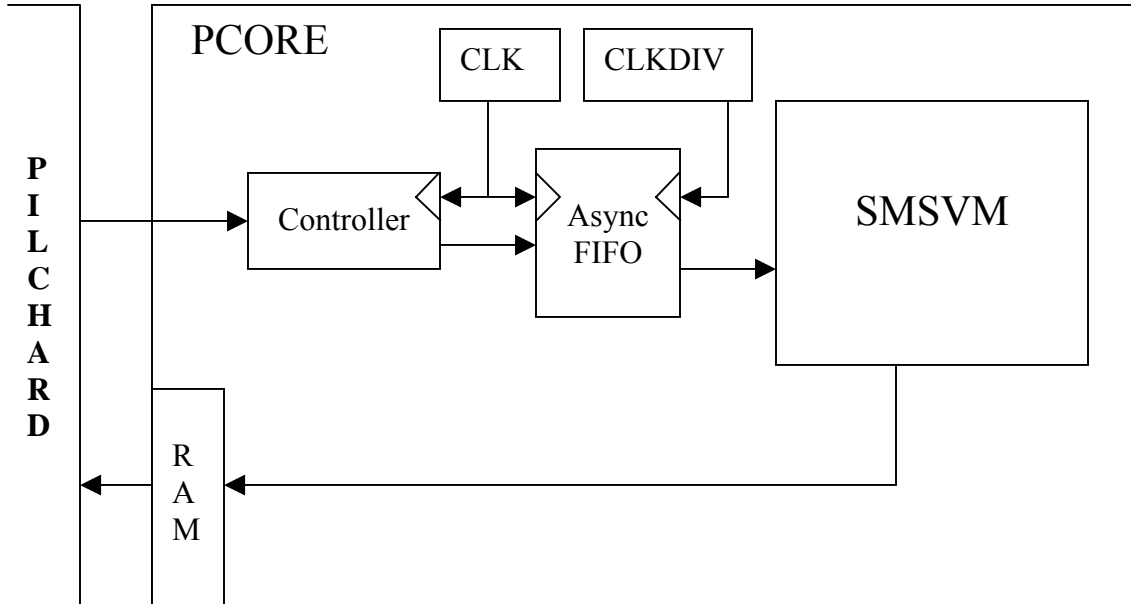 PCORE
CLK
CLKDIV
P
I
L
C
H
A
R
D
Controller
Async
FIFO
SMSVM
R
A
M